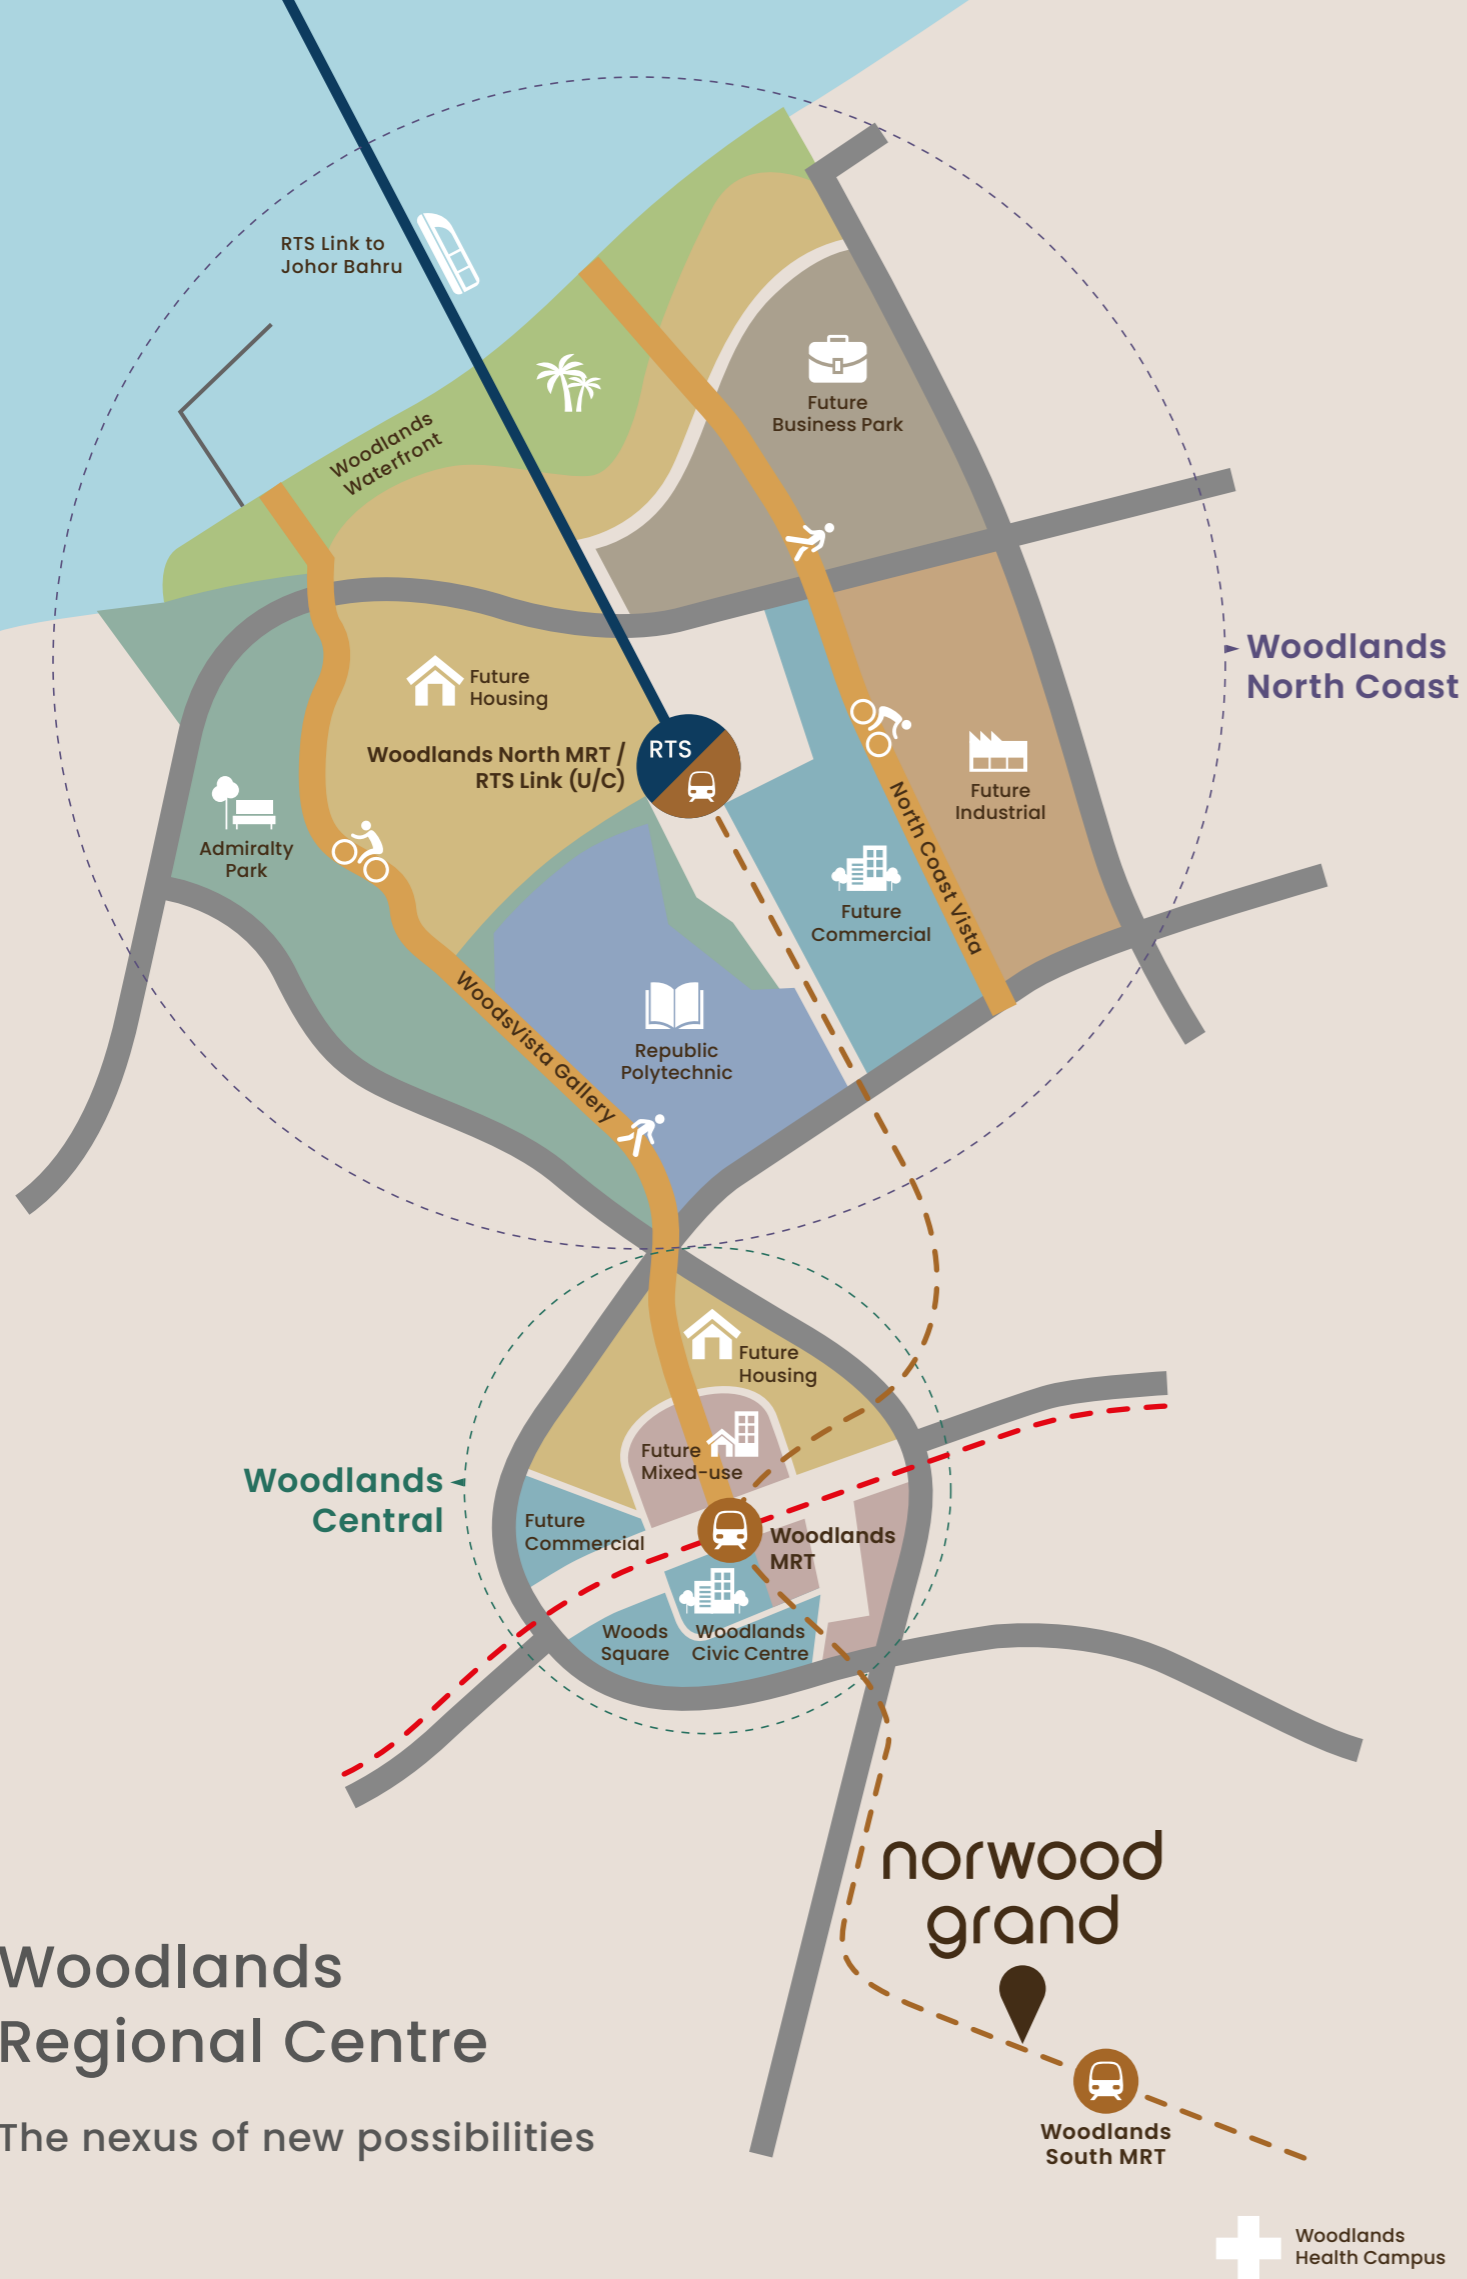 RTS Link to
Johor Bahru
Woodlands
Waterfront
Future
Business Park
Woodlands
North Coast
Future
Housing
Woodlands North MRT /
RTS Link (U/C)
RTS
Future
Industrial
Admiralty
Park
North Coast Vista
Future
Commercial
WoodsVista Gallery
Republic
Polytechnic
Future
Housing
Future
Mixed-use
Woodlands
Central
Future
Commercial
Woodlands
MRT
Woods
Square
Woodlands
Civic Centre
norwood
grand
Woodlands
Regional Centre
The nexus of new possibilities
Woodlands
South MRT
Woodlands
Health Campus